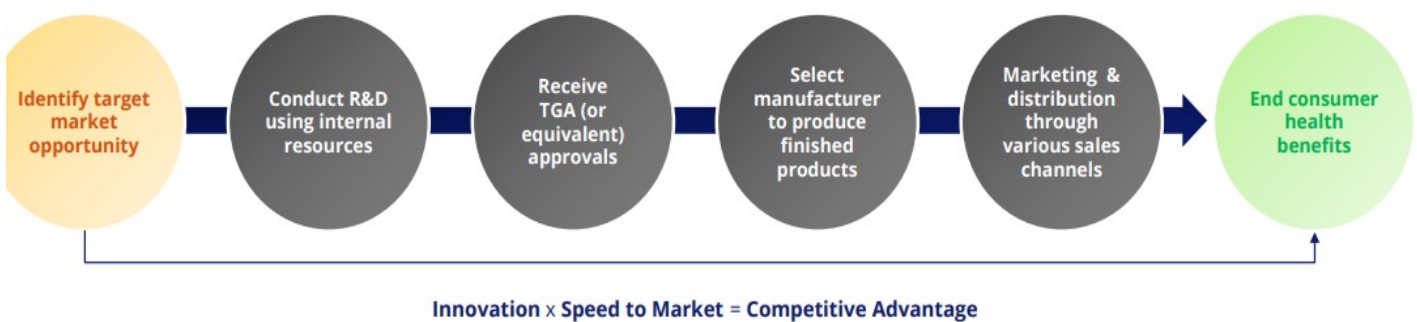 Identify target
market
opportunity
Conduct R&D
using internal
resources
Receive
TGA (or
equivalent)
approvals
Select
manufacturer
to produce
finished
products
Marketing &
distribution
through
various sales
channels
End consumer
health
benefits
Innovation x Speed to Market = Competitive Advantage